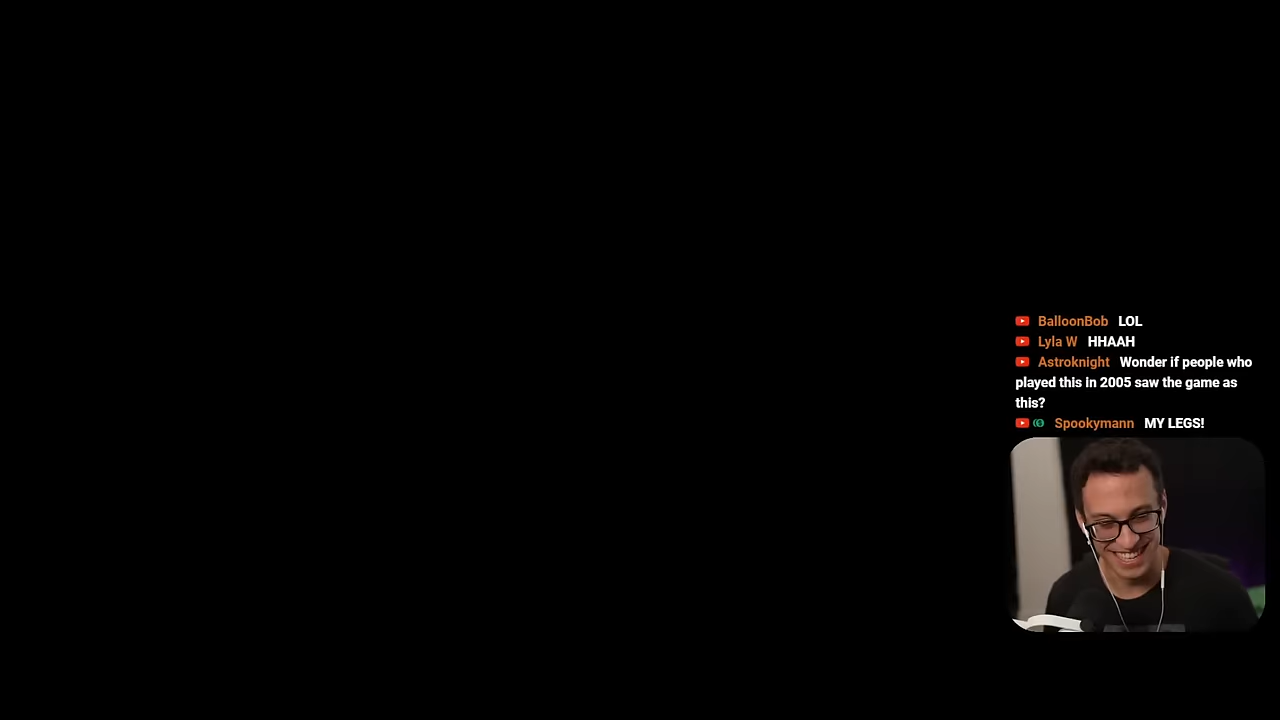 BalloonBob LOL
Lyla W HHAAH
Astroknight Wonder if people who
played this in 2005 saw the game as
this?
Spookymann MY LEGS!